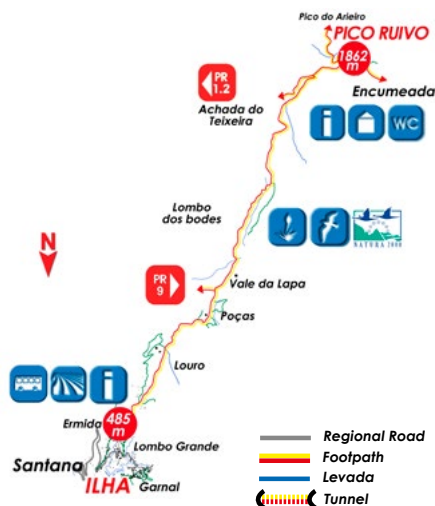 Pico do Arieiro
PICO RUIVO
1862
m
PR
1.2
Encumeada
Achada do
Teixeira
i
WC
Lombo
dos bodes
NATURA 2000
N
PR
9
Vale da Lapa
Poças
Louro
i
Ermida
485
m
Lombo Grande
Santana
ILHA
Garnal
Regional Road
Footpath
Levada
Tunnel